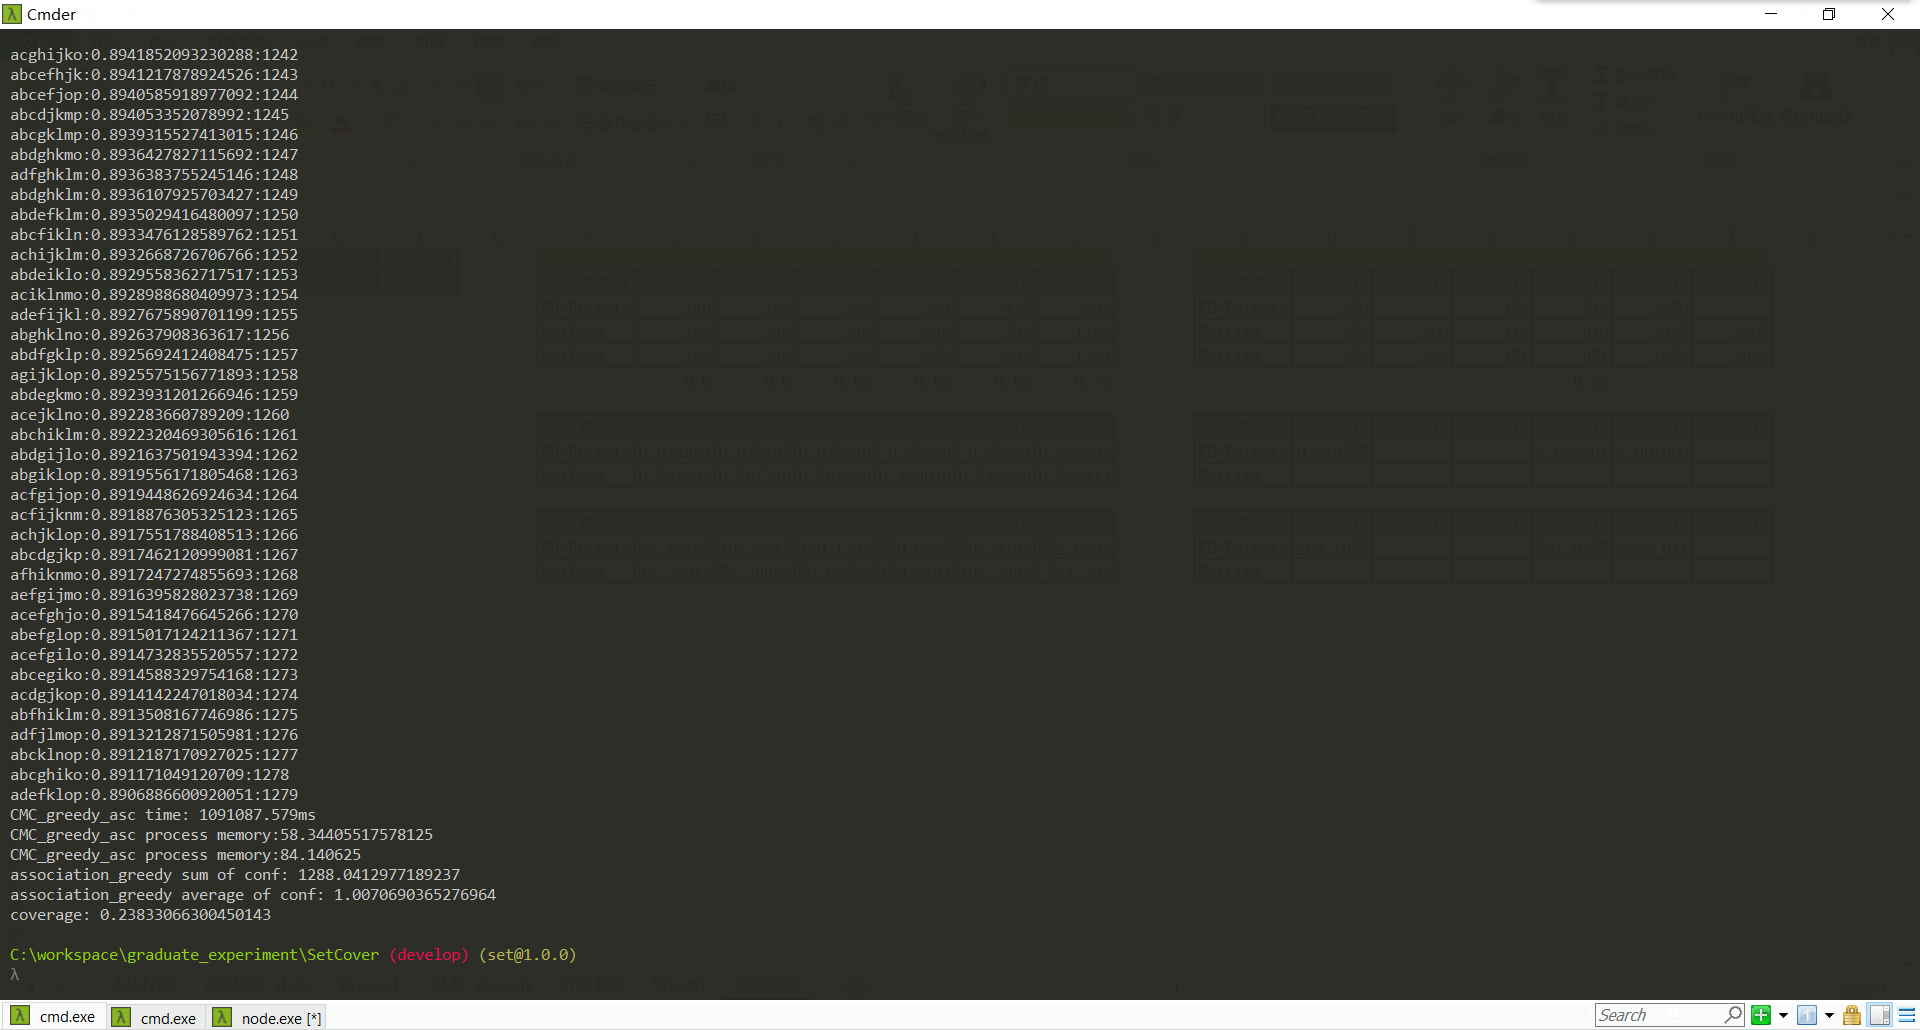 Cmder
acghijko:0.8941852093230288:1242
abcefhjk:0.8941217878924526:1243
abcefjop:0.8940585918977092:1244
abcdjkmp:0.894053352078992:1245
abcgklmp:0.8939315527413015:1246
abdghkmo:0.8936427827115692:1247
adfghklm:0.8936383755245146:1248
abdghklm:0.8936107925703427:1249
abdefklm:0.8935029416480097:1250
abcfikln:0.8933476128589762:1251
achijklm:0.8932668726706766:1252
abdeiklo:0.8929558362717517:1253
aciklnmo:0.8928988680409973:1254
adefijkl:0.8927675890701199:1255
abghklno:0.892637908363617:1256
abdfgklp:0.8925692412408475:1257
agijklop:0.8925575156771893:1258
abdegkmo:0.8923931201266946:1259
acejklno:0.892283660789209:1260
abchiklm:0.8922320469305616:1261
abdgijlo:0.8921637501943394:1262
abgiklop:0.8919556171805468:1263
acfgijop:0.8919448626924634:1264
acfijknm:0.8918876305325123:1265
achjklop:0.8917551788408513:1266
abcdgjkp:0.8917462120999081:1267
afhiknmo:0.8917247274855693:1268
aefgijmo:0.8916395828023738:1269
acefghjo:0.8915418476645266:1270
abefglop:0.8915017124211367:1271
acefgilo:0.8914732835520557:1272
abcegiko:0.8914588329754168:1273
acdgjkop:0.8914142247018034:1274
abfhiklm:0.8913508167746986:1275
adfjlmop:0.8913212871505981:1276
abcklnop:0.8912187170927025:1277
abcghiko:0.891171049120709:1278
adefklop:0.8906886600920051:1279
CMC_greedy_asc time: 1091087.579ms
CMC_greedy_asc process memory:58.34405517578125
CMC_greedy_asc process memory:84.140625
association_greedy sum of conf: 1288.0412977189237
association_greedy average of conf: 1.0070690365276964
coverage: 0.23833066300450143
C:\workspace\graduate_experiment\SetCover (develop) (set@1.0.0)
λ
cmd.exe cmd.exe node.exe [*] Search